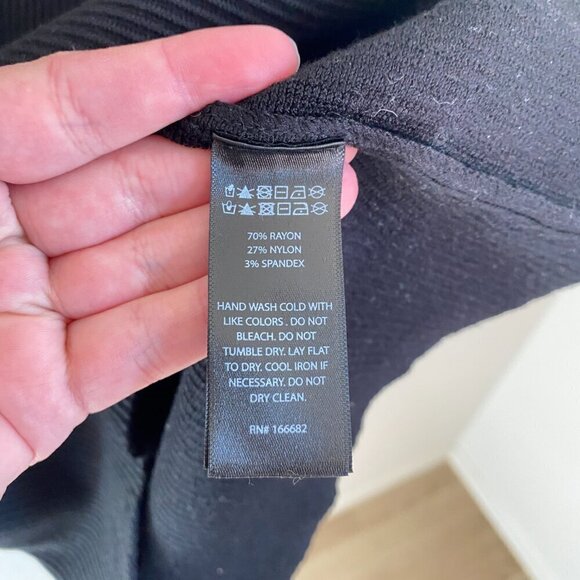 70% RAYON
27% NYLON
3% SPANDEX
HAND WASH COLD WITH
LIKE COLORS . DO NOT
BLEACH. DO NOT
TUMBLE DRY. LAY FLAT
TO DRY. COOL IRON IF
NECESSARY. DO NOT
DRY CLEAN.
RN# 166682